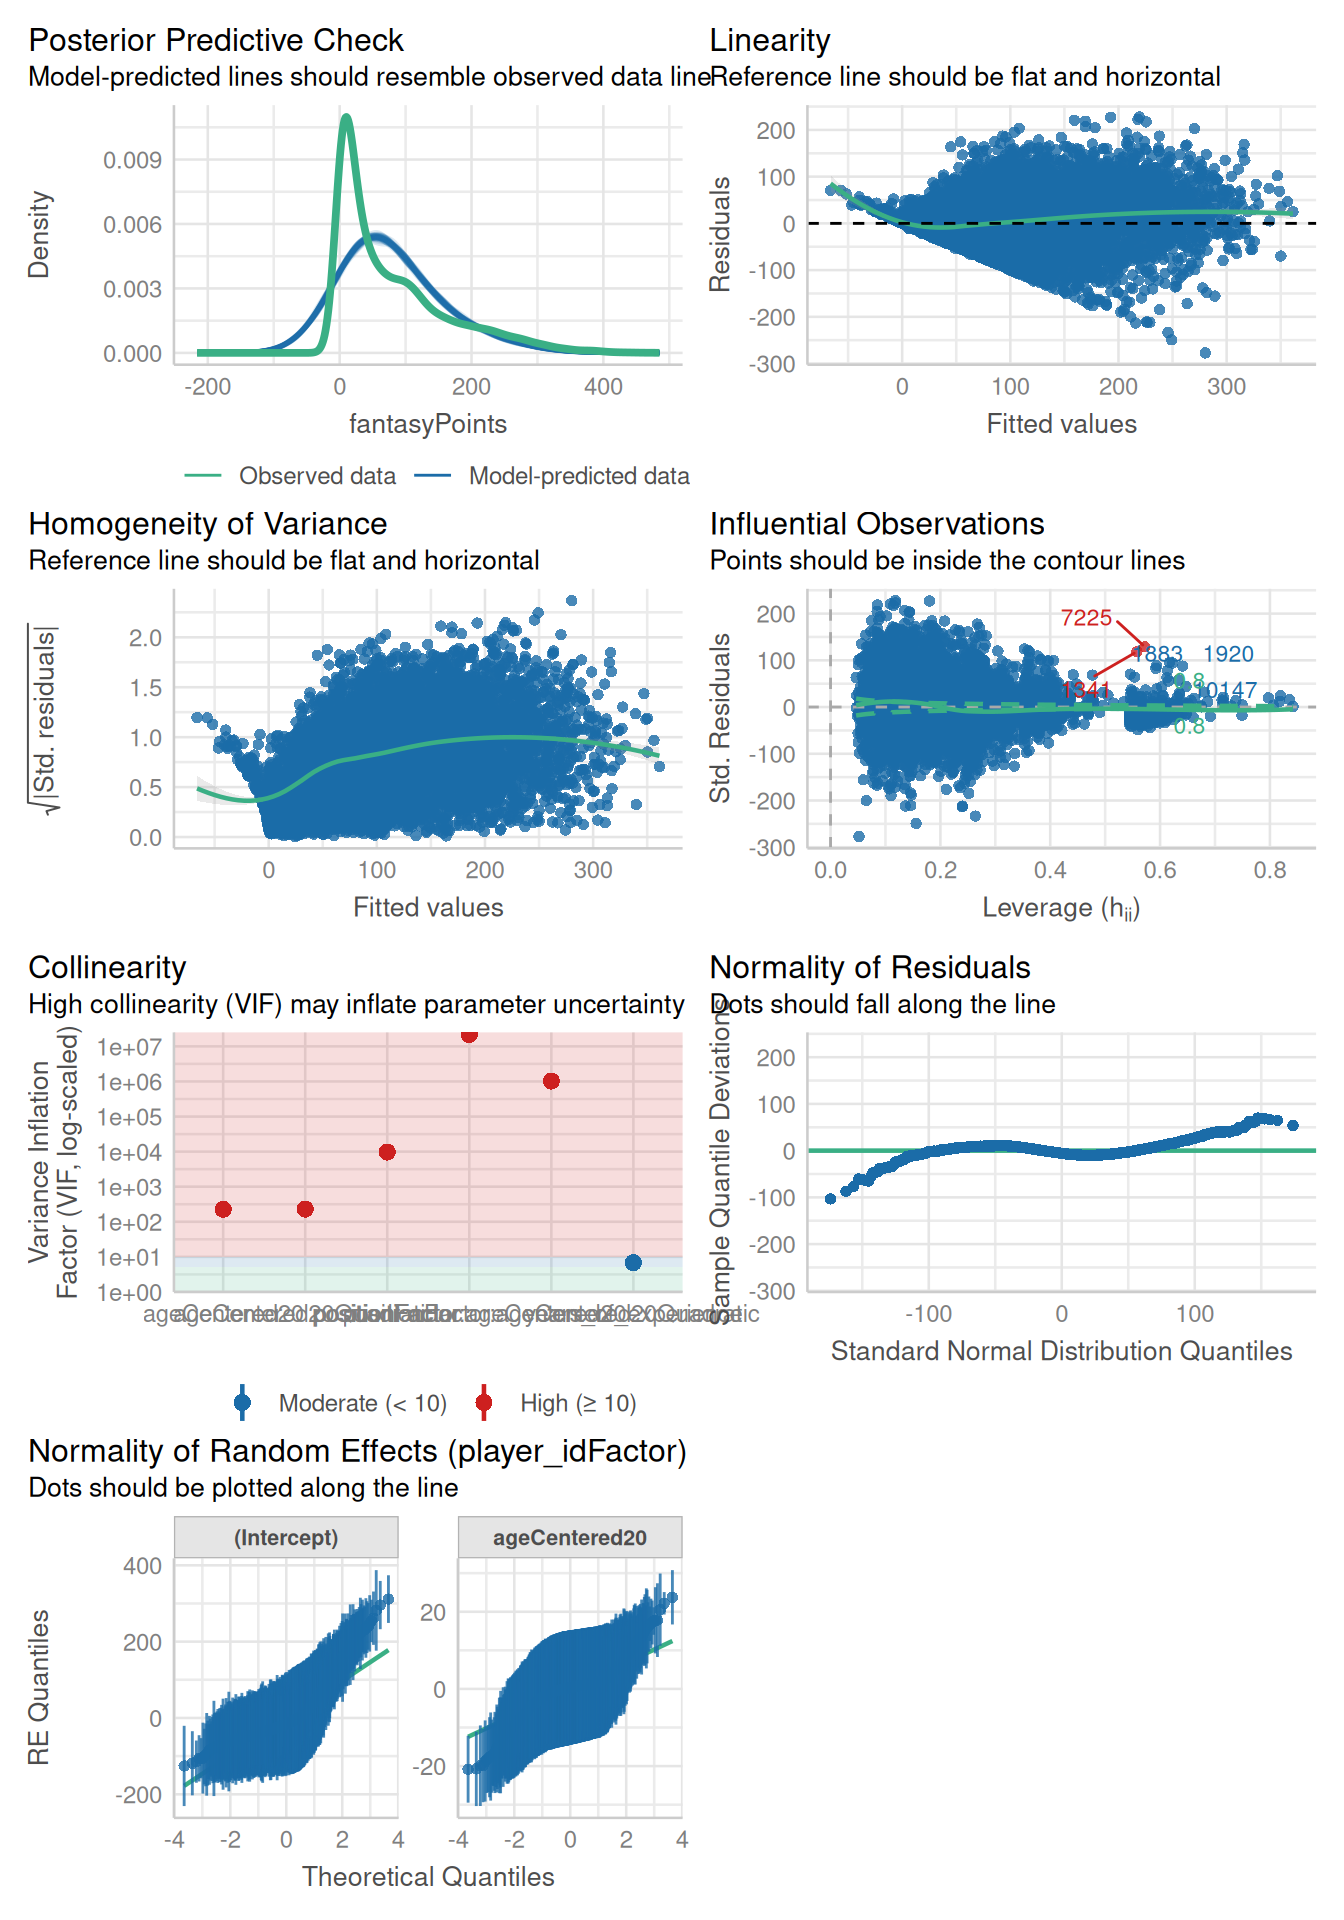 Posterior Predictive Check
Model-predicted lines should resemble observed data line
Density
0.009
0.006
0.003
0.000
-200 0 200 400
fantasyPoints
Observed data Model-predicted data
Linearity
Reference line should be flat and horizontal
Residuals
200
100
0
-100
-200
-300
0 100 200 300
Fitted values
Homogeneity of Variance
Reference line should be flat and horizontal
√|Std. residuals|
2.0
1.5
1.0
0.5
0.0
0 100 200 300
Fitted values
Influential Observations
Points should be inside the contour lines
Std. Residuals
200
100
0
-100
-200
-300
7225
1883 1920
1341
0.8
10147
0.8
0.0 0.2 0.4 0.6 0.8
Leverage (hii)
Collinearity
High collinearity (VIF) may inflate parameter uncertainty
Variance Inflation
Factor (VIF, log-scaled)
1e+07
1e+06
1e+05
1e+04
1e+03
1e+02
1e+01
1e+00
Moderate (< 10) High (≥ 10)
Normality of Residuals
Dots should fall along the line
Sample Quantile Deviations
200
100
0
-100
-200
-300
-100 0 100
Standard Normal Distribution Quantiles
Normality of Random Effects (player_idFactor)
Dots should be plotted along the line
RE Quantiles
(Intercept)
400
200
0
-200
-4 -2 0 2 4
ageCentered20
20
0
-20
-4 -2 0 2 4
Theoretical Quantiles